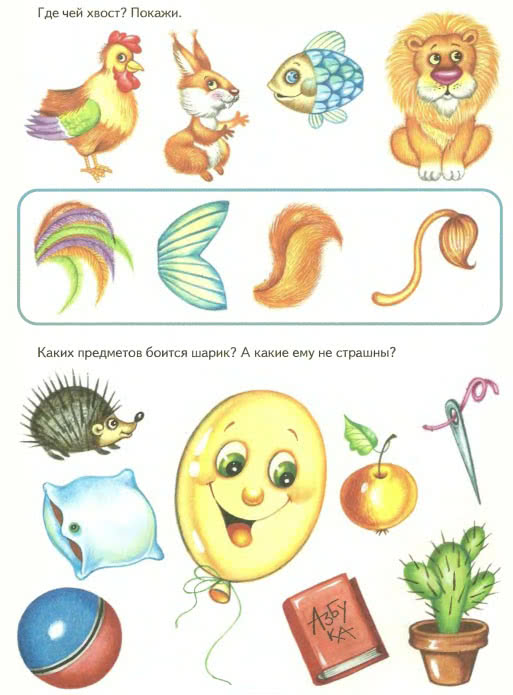 Где чей хвост? Покажи.
Каких предметов боится шарик? А какие ему не страшны?
АЗБУ
КА